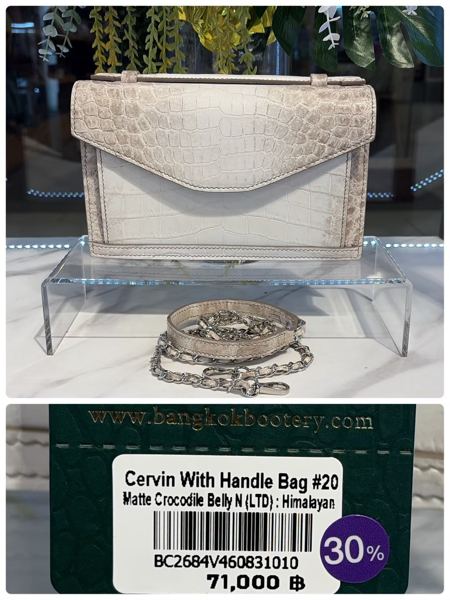 www.bangkokbootery.com
Cervin With Handle Bag #20
Matte Crocodile Belly N (LTD) : Himalayan
BC2684V460831010
71,000 ฿
30%